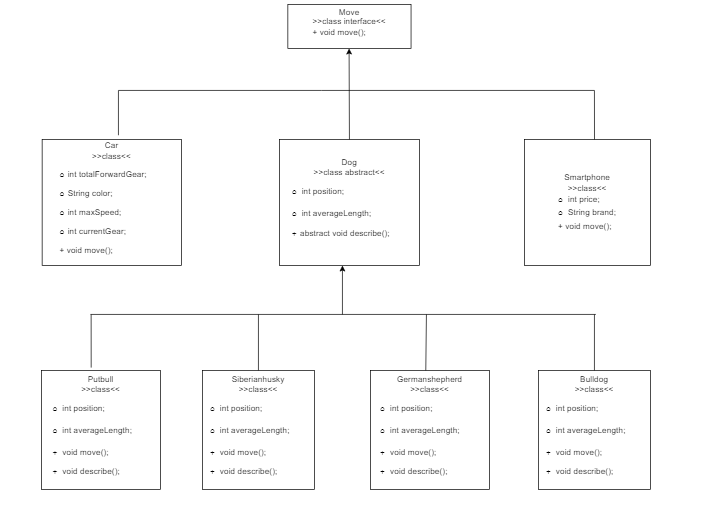 Move
>>class interface<<
+ void move();
Car
>>class<<
o int totalForwardGear;
o String color;
o int maxSpeed;
o int currentGear;
+ void move();
Dog
>>class abstract<<
o int position;
o int averageLength;
+ abstract void describe();
Smartphone
>>class<<
o int price;
o String brand;
+ void move();
Putbull
>>class<<
o int position;
o int averageLength;
+ void move();
+ void describe();
Siberianhusky
>>class<<
o int position;
o int averageLength;
+ void move();
+ void describe();
Germanshepherd
>>class<<
o int position;
o int averageLength;
+ void move();
+ void describe();
Bulldog
>>class<<
o int position;
o int averageLength;
+ void move();
+ void describe();